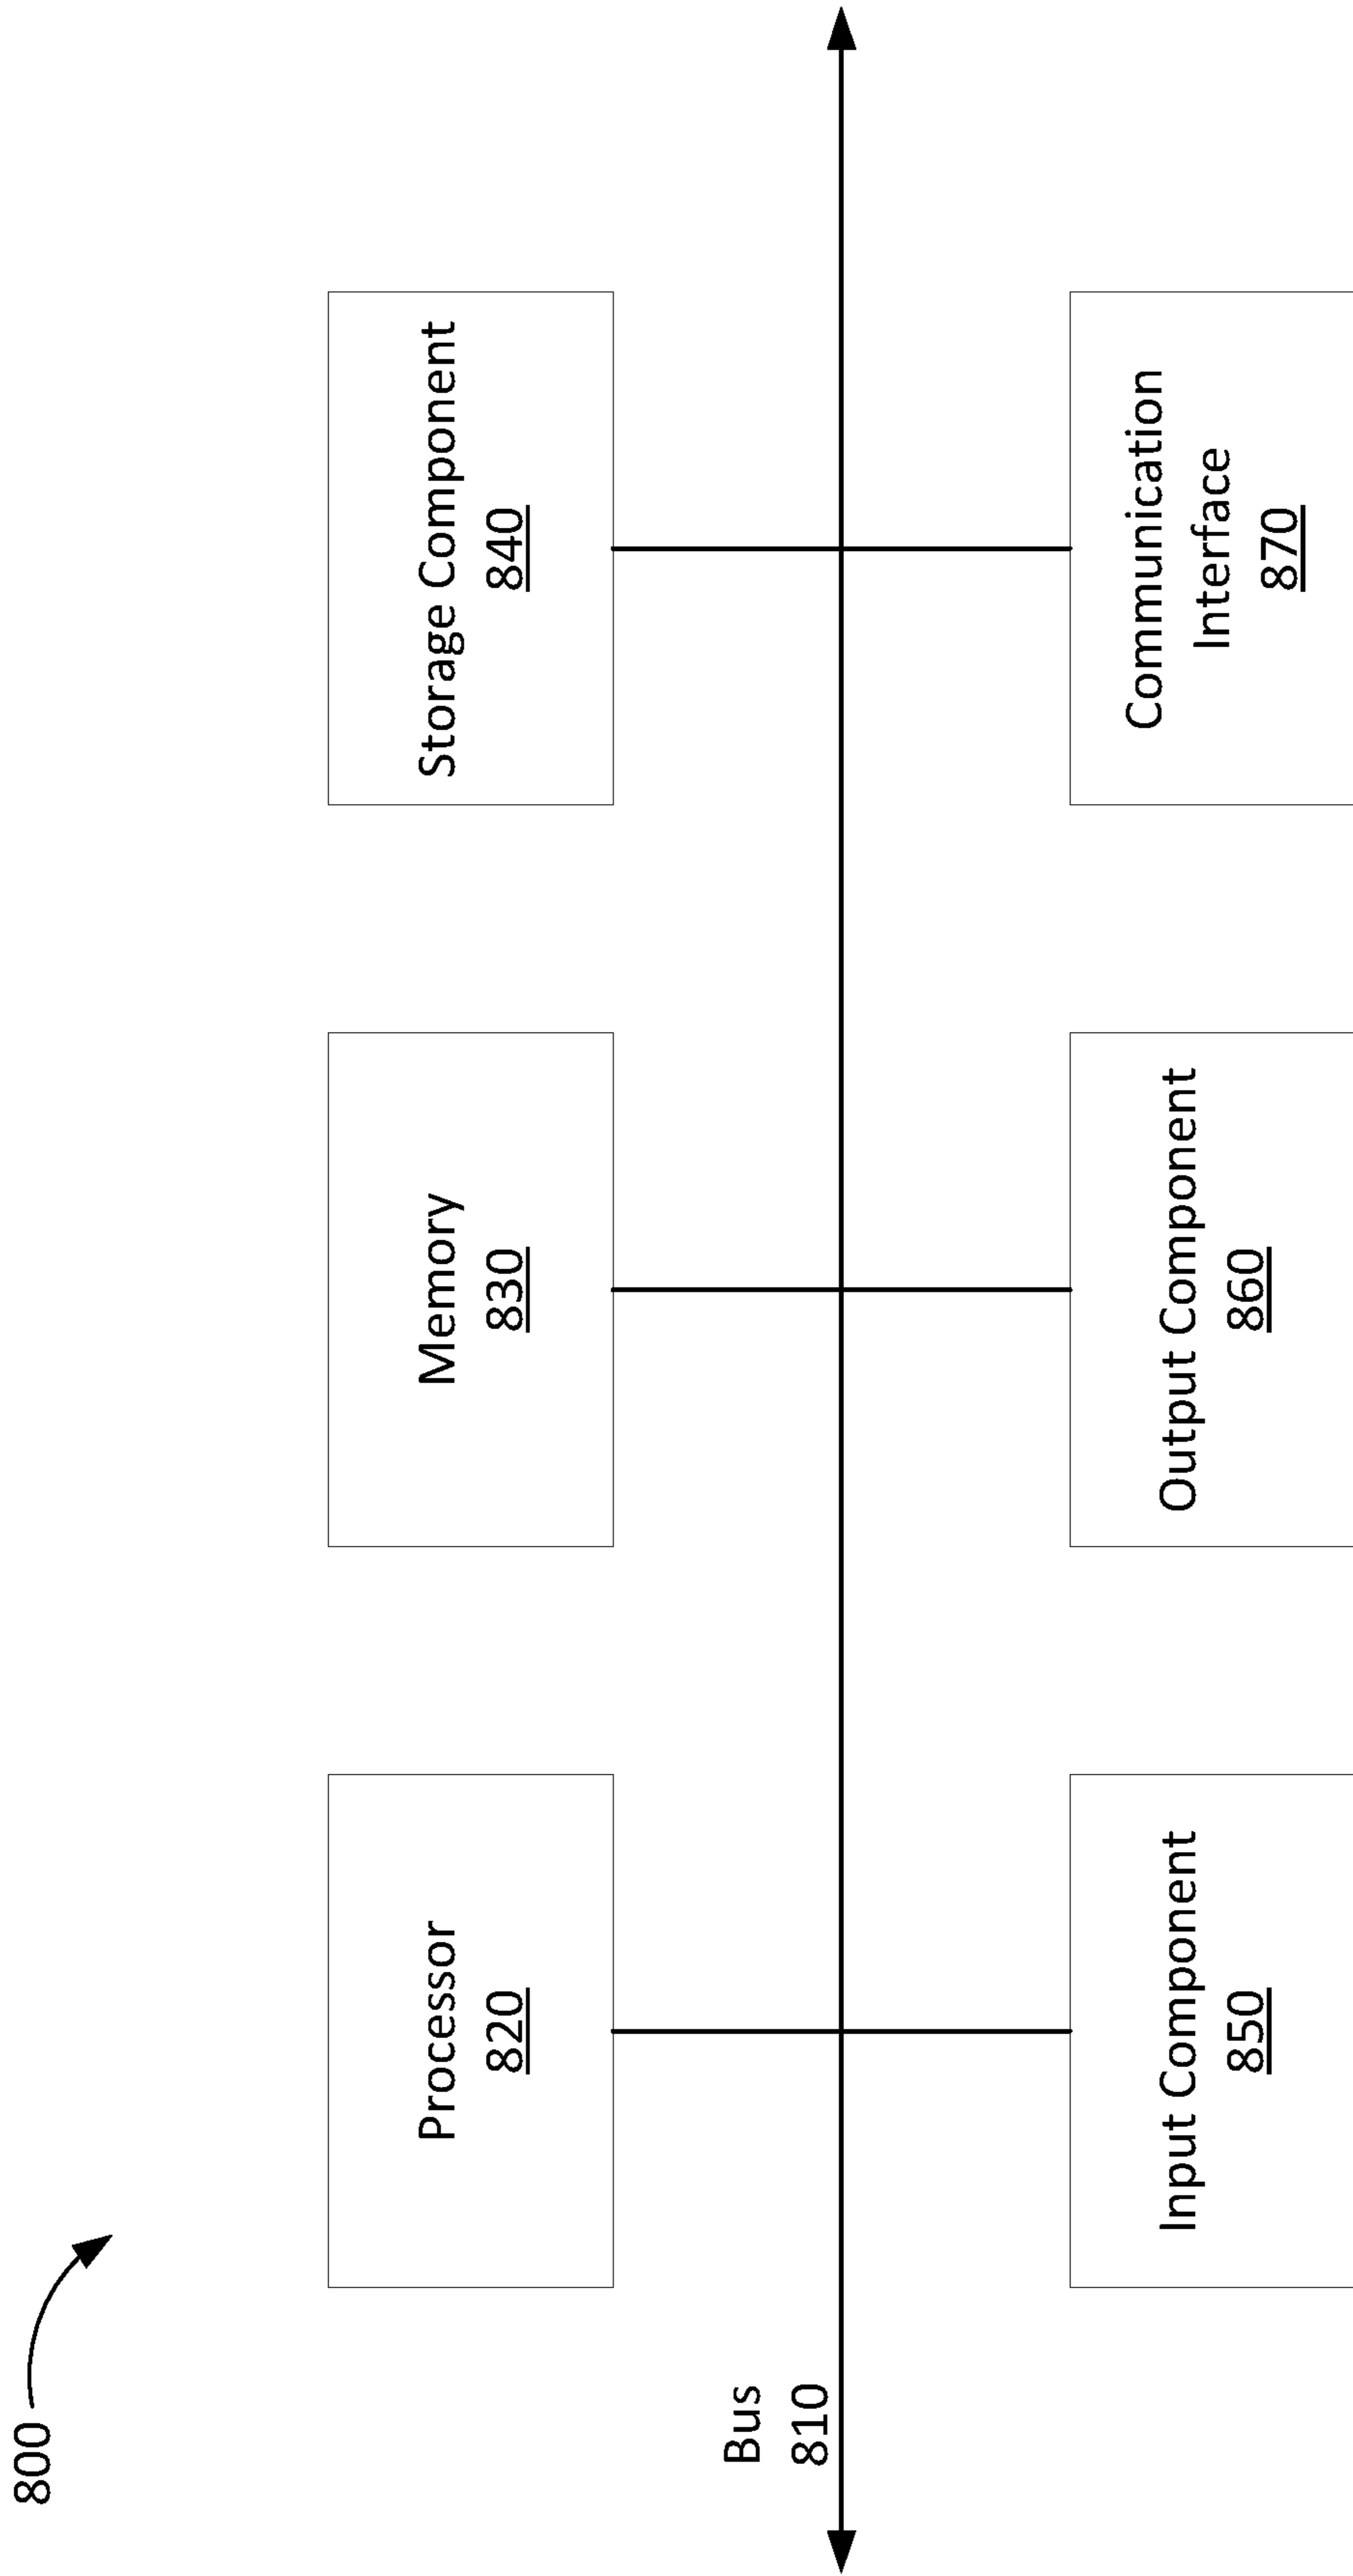 800
Processor
820
Memory
830
Storage Component
840
Bus
810
Input Component
850
Output Component
860
Communication
Interface
870